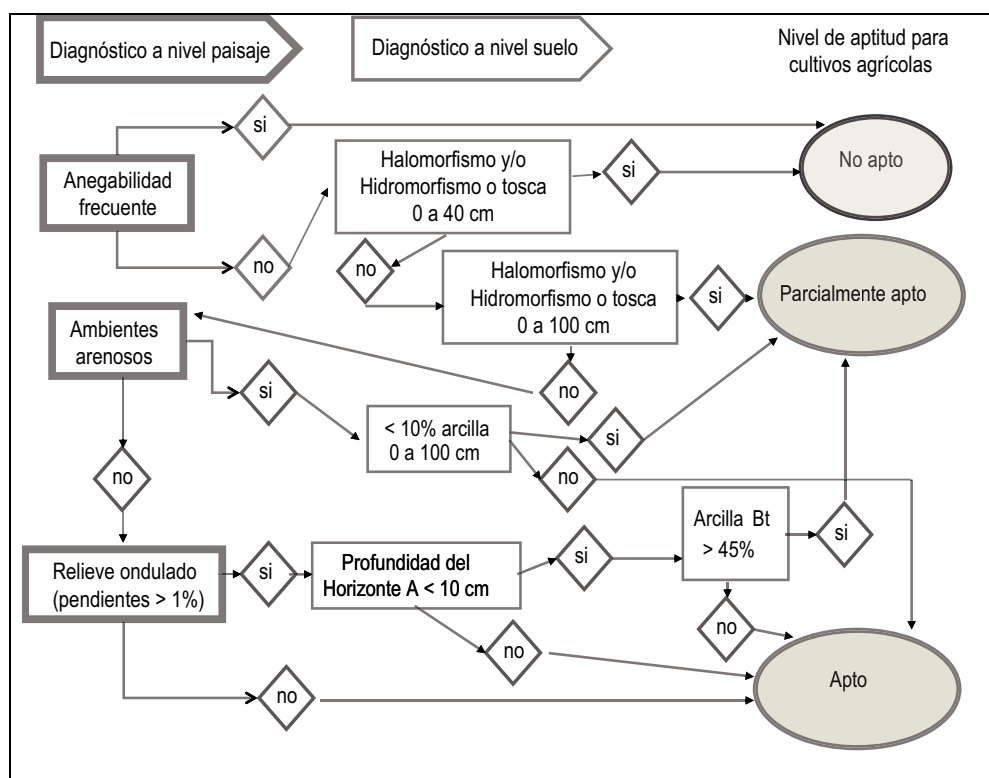 Diagnóstico a nivel paisaje
Diagnóstico a nivel suelo
Nivel de aptitud para
cultivos agrícolas
si
Anegabilidad
frecuente
no
Halomorfismo y/o
Hidromorfismo o tosca
0 a 40 cm
si
No apto
no
Halomorfismo y/o
Hidromorfismo o tosca
0 a 100 cm
si
Parcialmente apto
no
Ambientes
arenosos
si
< 10% arcilla
0 a 100 cm
si
no
no
Relieve ondulado
(pendientes > 1%)
si
Profundidad del
Horizonte A < 10 cm
si
Arcilla Bt
> 45%
si
no
no
no
Apto